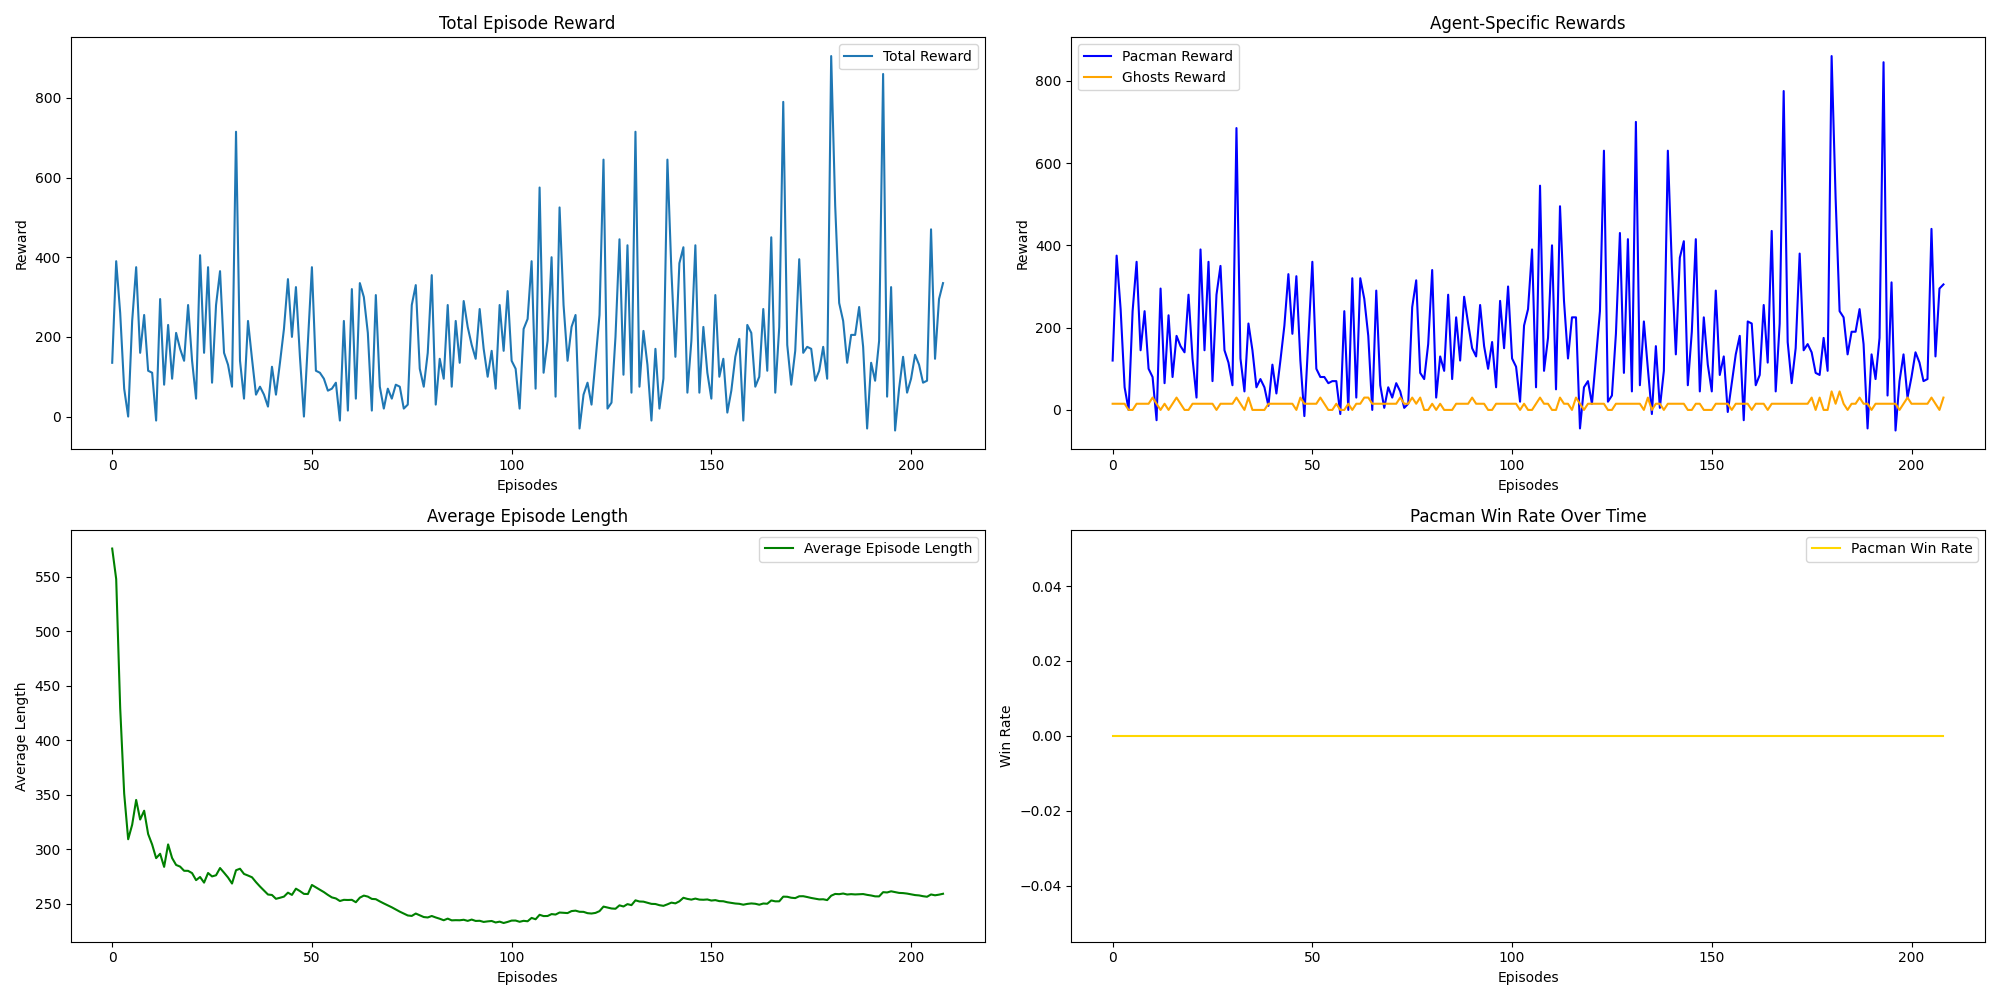 Total Episode Reward
Total Reward
Reward
800
600
400
200
0
0 50 100 150 200
Episodes
Agent-Specific Rewards
Pacman Reward
Ghosts Reward
Reward
800
600
400
200
0
0 50 100 150 200
Episodes
Average Episode Length
Average Episode Length
Average Length
550
500
450
400
350
300
250
0 50 100 150 200
Episodes
Pacman Win Rate Over Time
Pacman Win Rate
Win Rate
0.04
0.02
0.00
−0.02
−0.04
0 50 100 150 200
Episodes